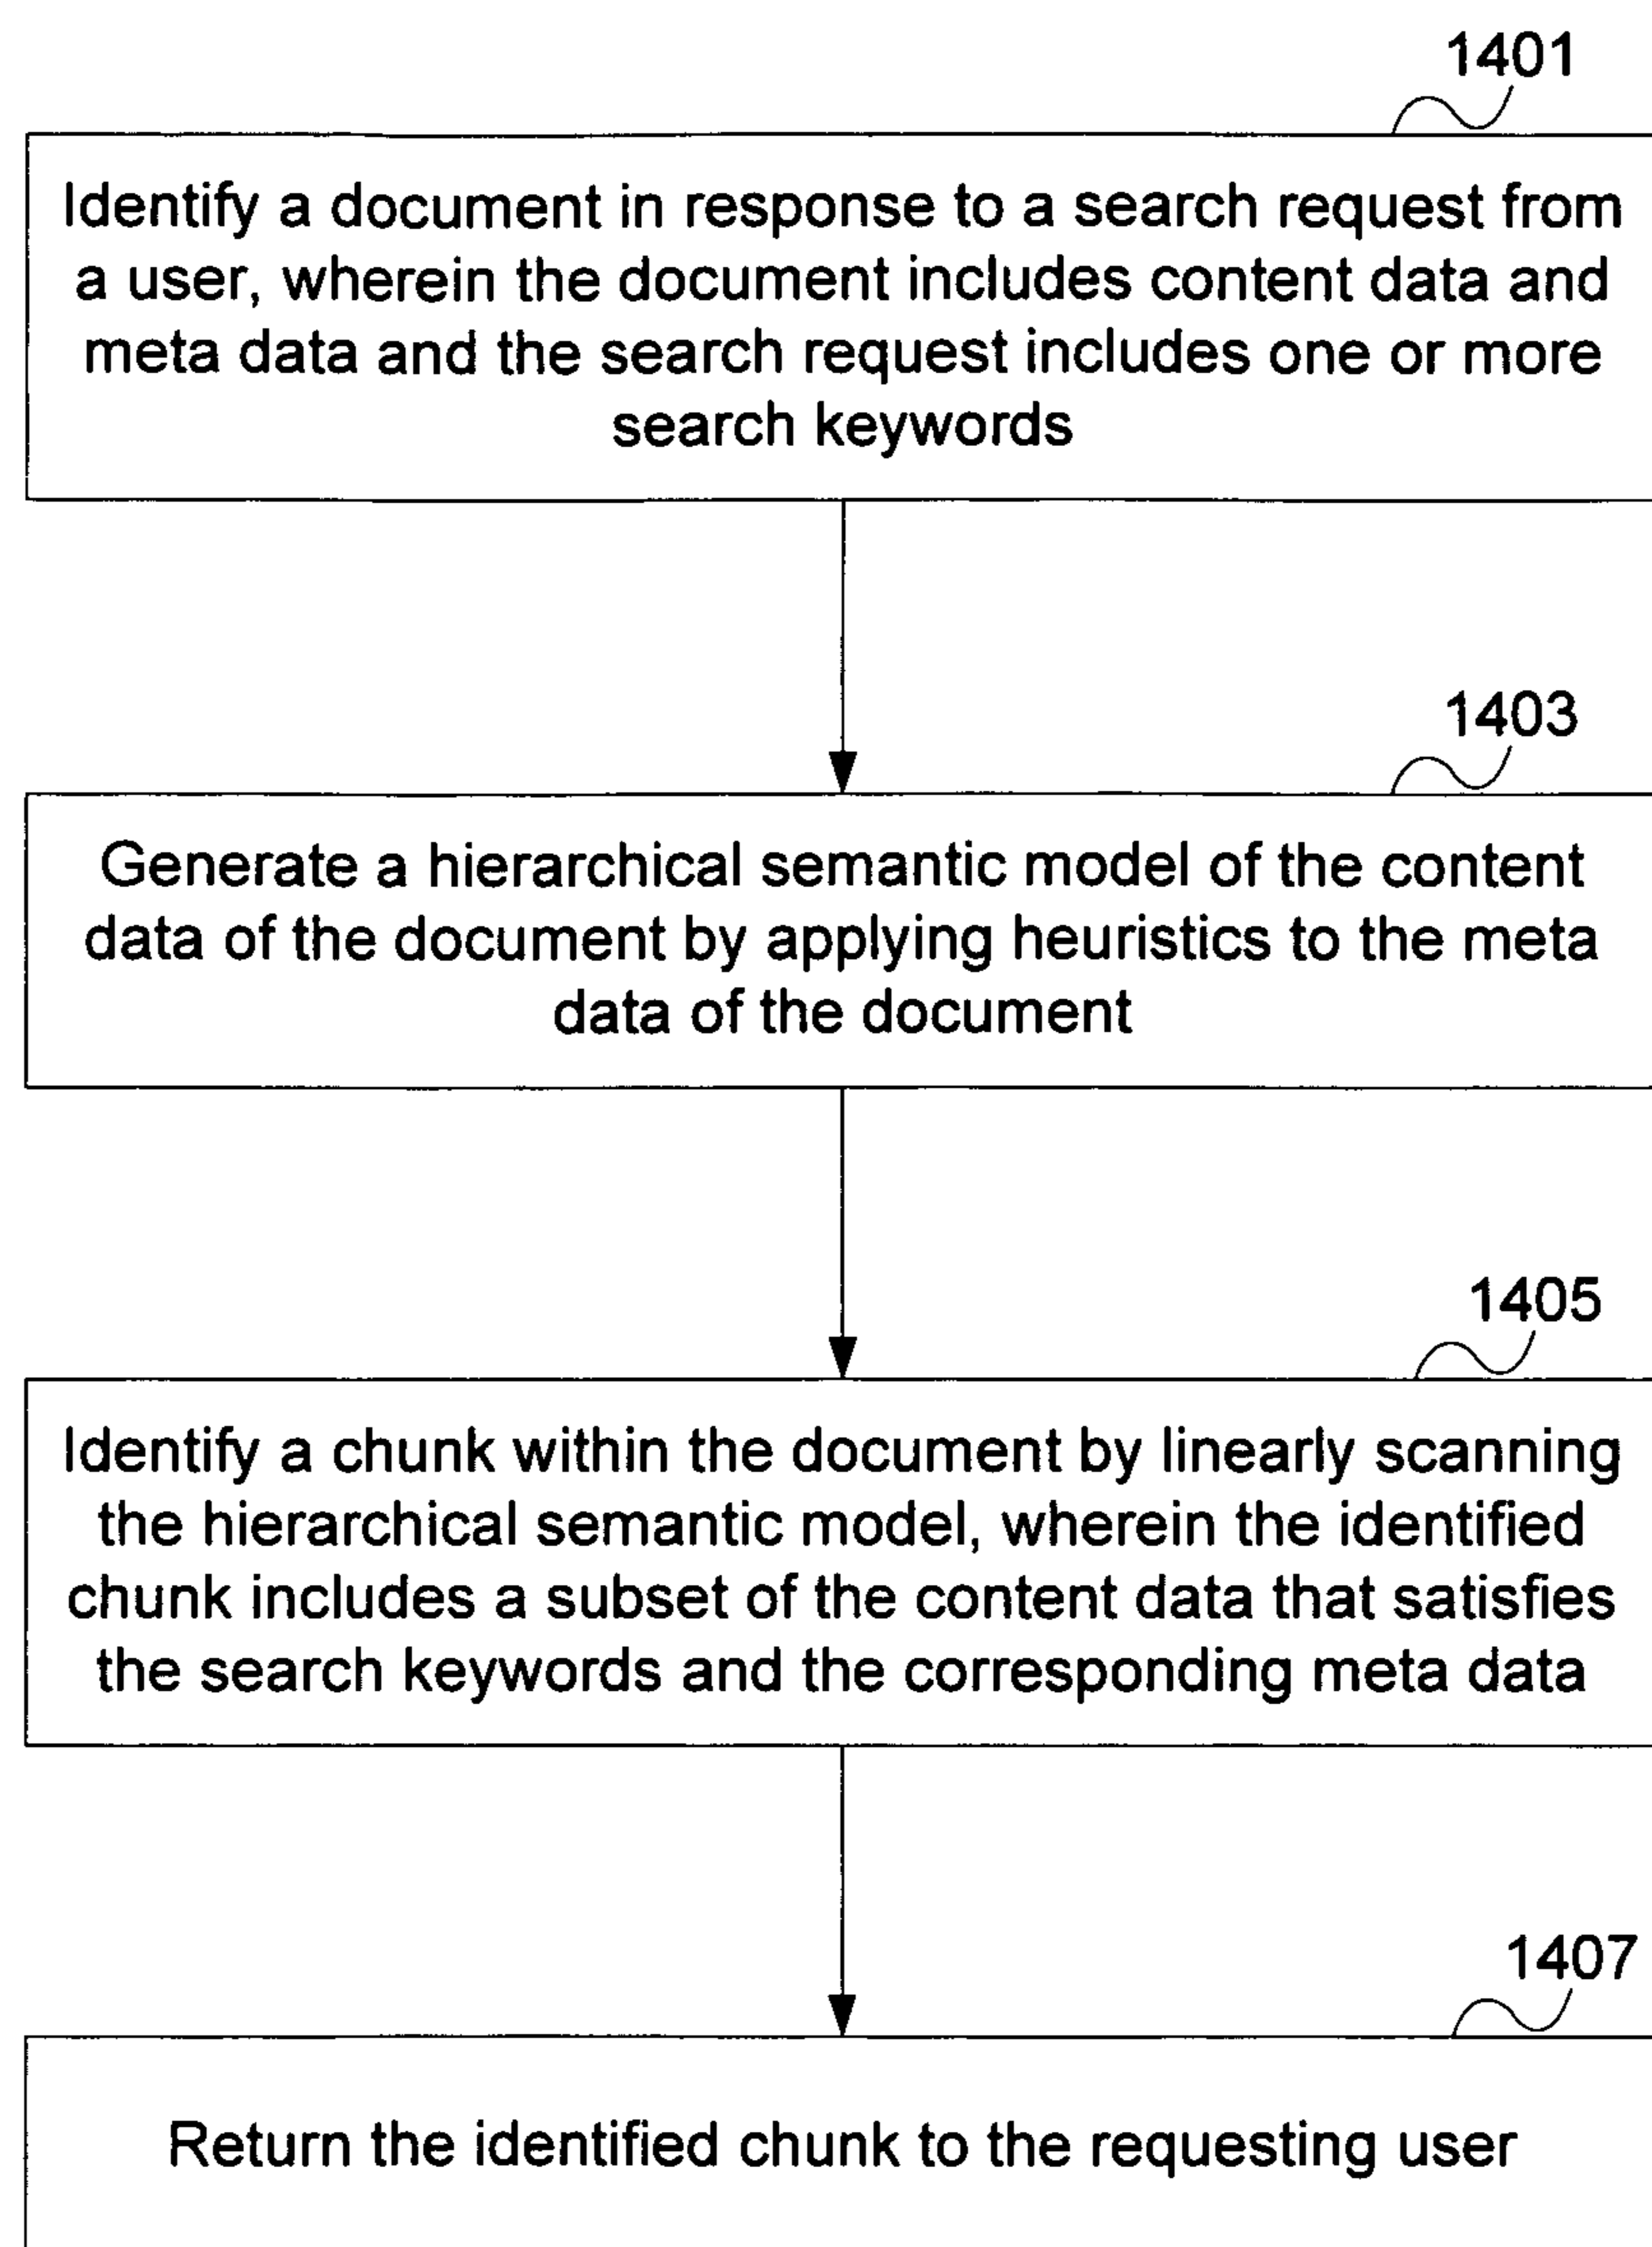 1401
Identify a document in response to a search request from
a user, wherein the document includes content data and
meta data and the search request includes one or more
search keywords
1403
Generate a hierarchical semantic model of the content
data of the document by applying heuristics to the meta
data of the document
1405
Identify a chunk within the document by linearly scanning
the hierarchical semantic model, wherein the identified
chunk includes a subset of the content data that satisfies
the search keywords and the corresponding meta data
1407
Return the identified chunk to the requesting user